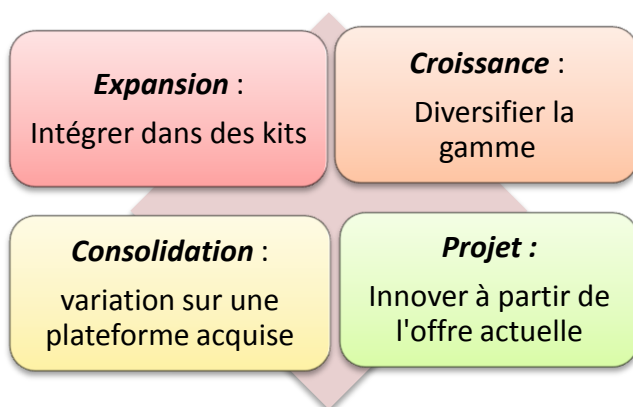 Expansion :
Intégrer dans des kits
Croissance :
Diversifier la
gamme
Consolidation :
variation sur une
plateforme acquise
Projet :
Innover à partir de
l'offre actuelle